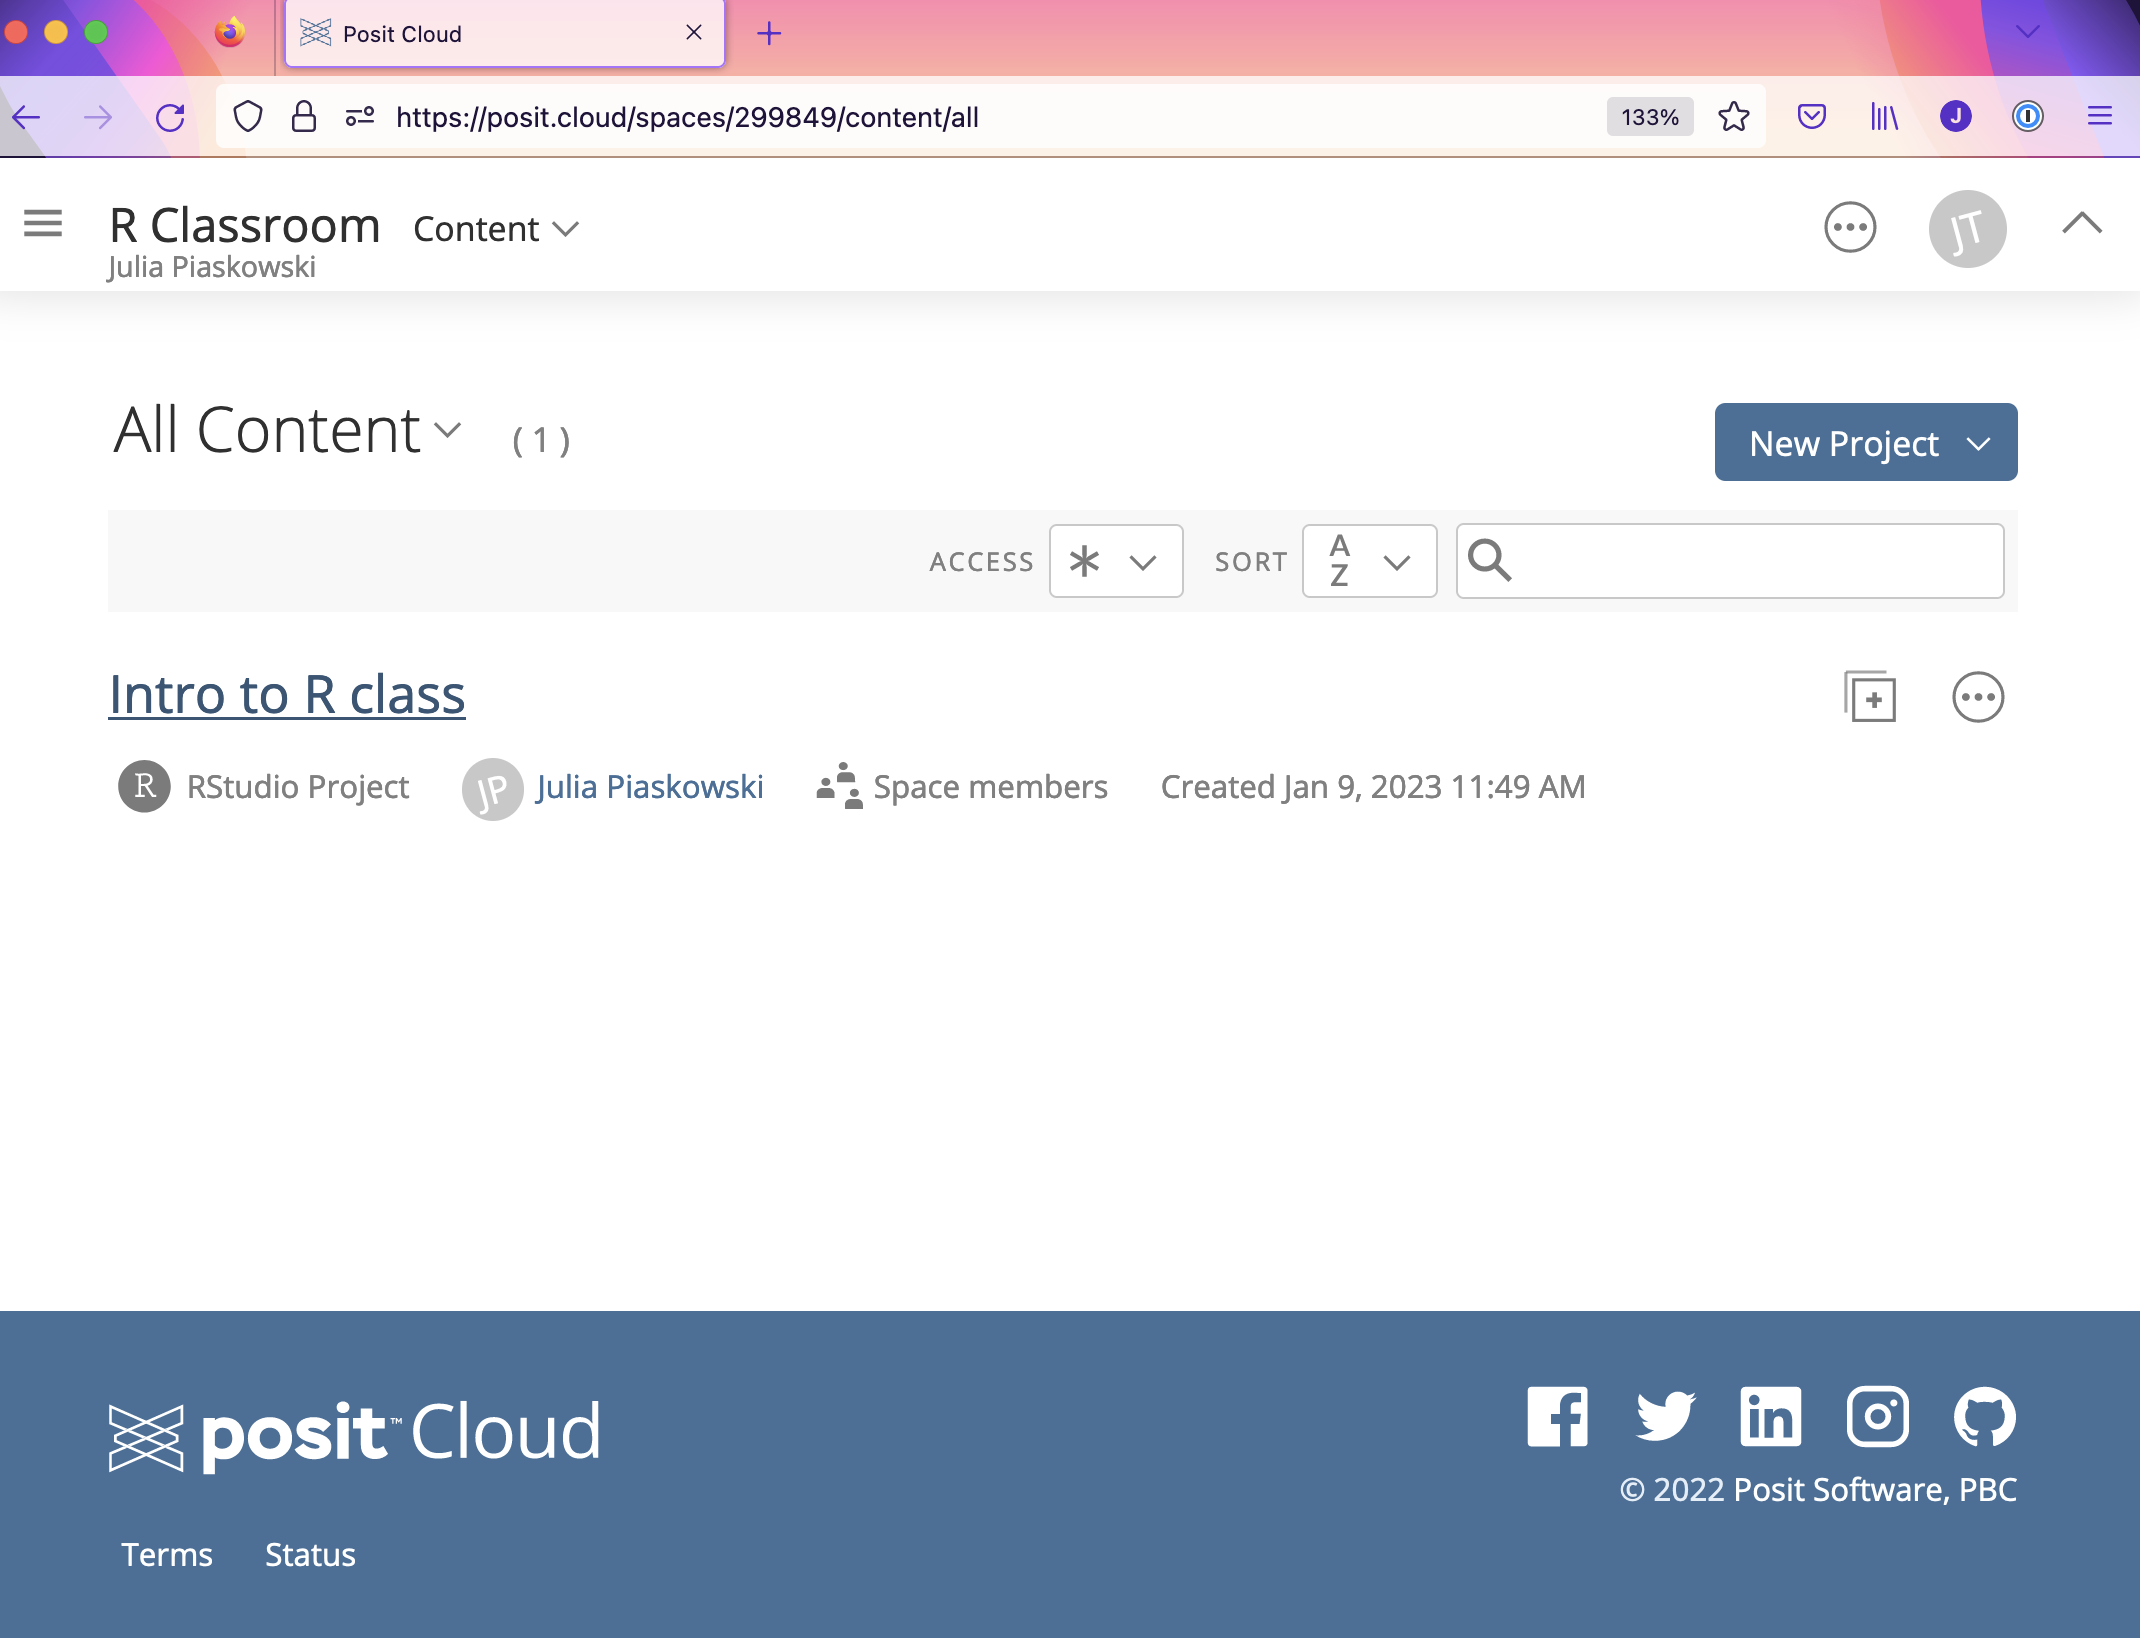 Posit Cloud
https://posit.cloud/spaces/299849/content/all
133%
J
R Classroom Content
Julia Piaskowski
JT
All Content ( 1 )
New Project
ACCESS * SORT A Z
Intro to R class
R RStudio Project JP Julia Piaskowski Space members Created Jan 9, 2023 11:49 AM
posit™ Cloud
f in
© 2022 Posit Software, PBC
Terms Status